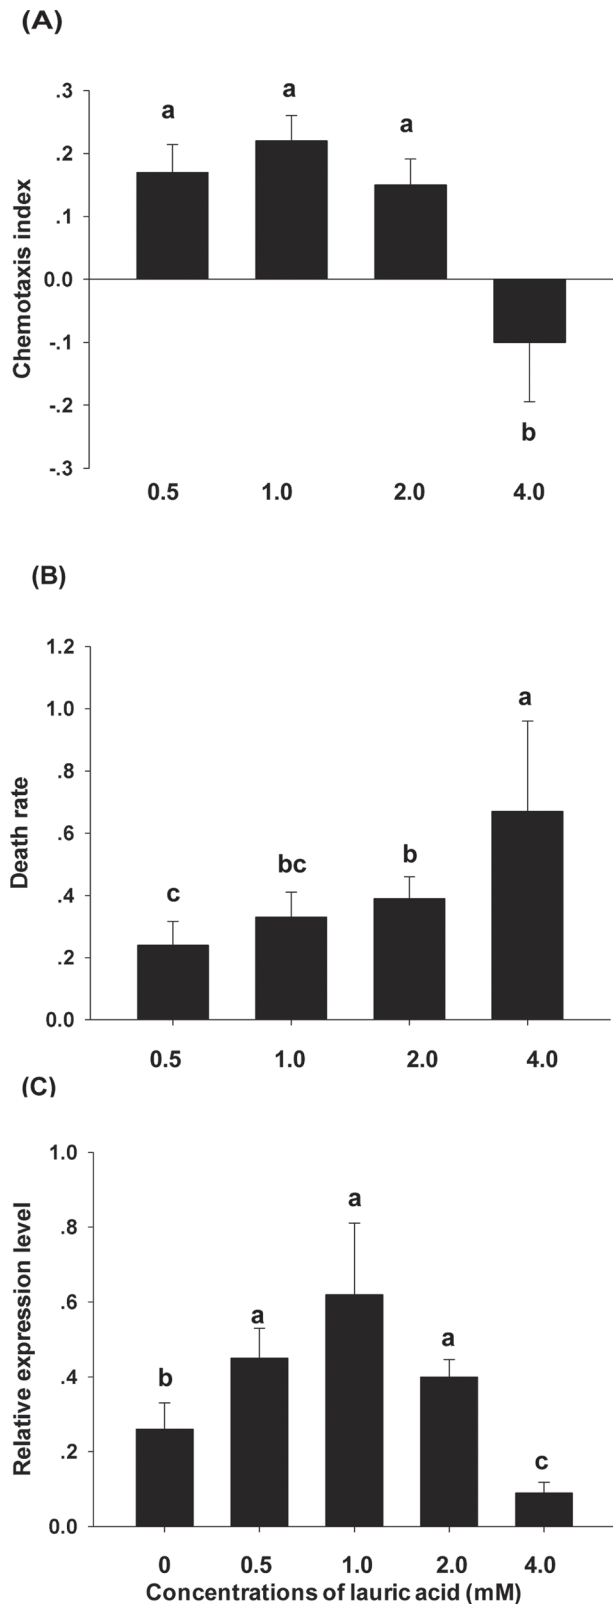 (A)
Chemotaxis index
.3
.2
.1
0.0
-.1
-.2
-.3
a
a
a
b
0.5 1.0 2.0 4.0
(B)
Death rate
1.2
1.0
.8
.6
.4
.2
0.0
c
bc
b
a
0.5 1.0 2.0 4.0
(C)
Relative expression level
1.0
.8
.6
.4
.2
0.0
b
a
a
a
c
0 0.5 1.0 2.0 4.0
Concentrations of lauric acid (mM)